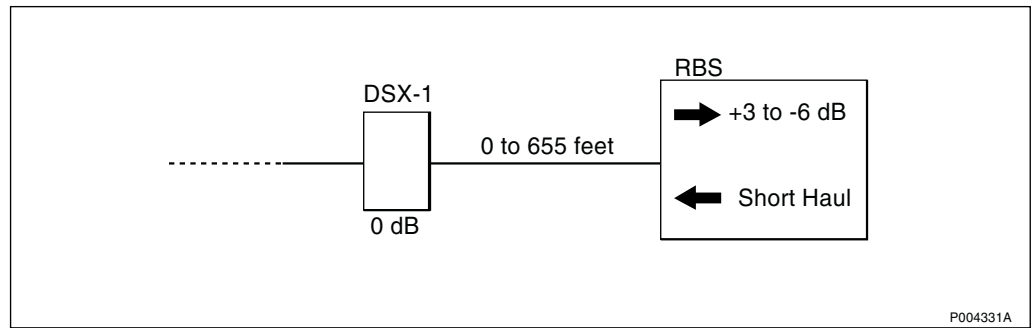 RBS
DSX-1
+3 to -6 dB
0 to 655 feet
Short Haul
0 dB
P004331A